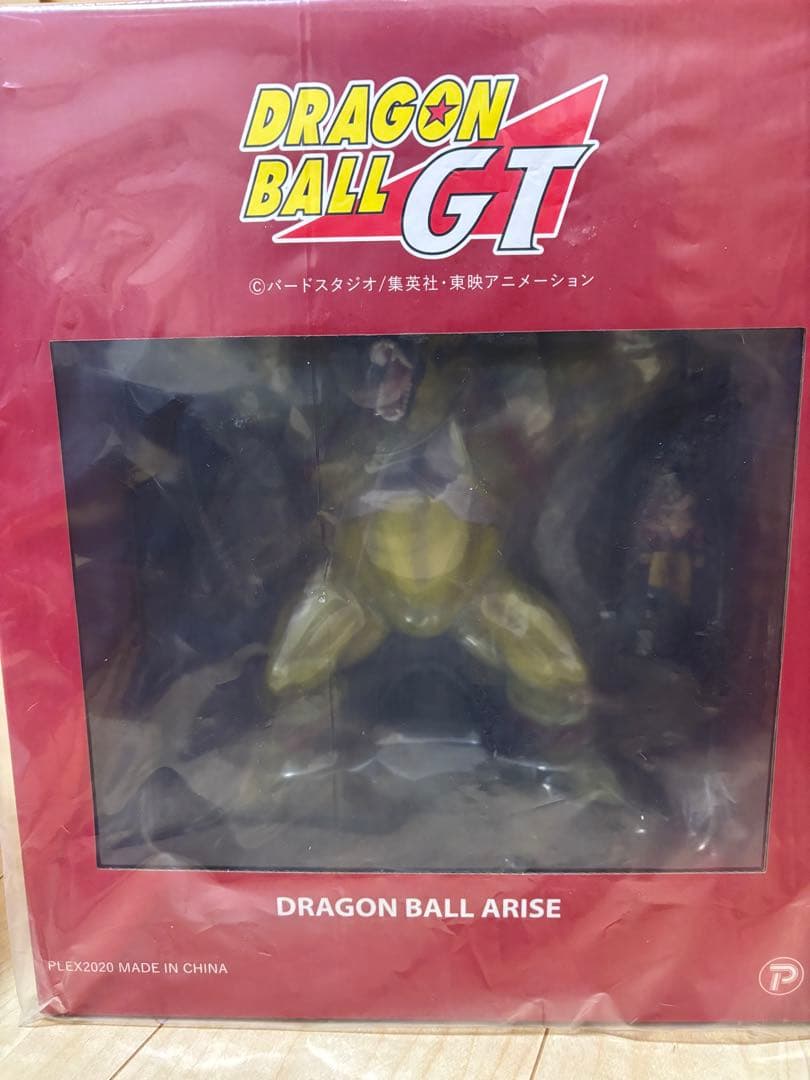 DRAGON
BALL GT
©バードスタジオ/集英社・東映アニメーション
DRAGON BALL ARISE
PLEX2020 MADE IN CHINA
P